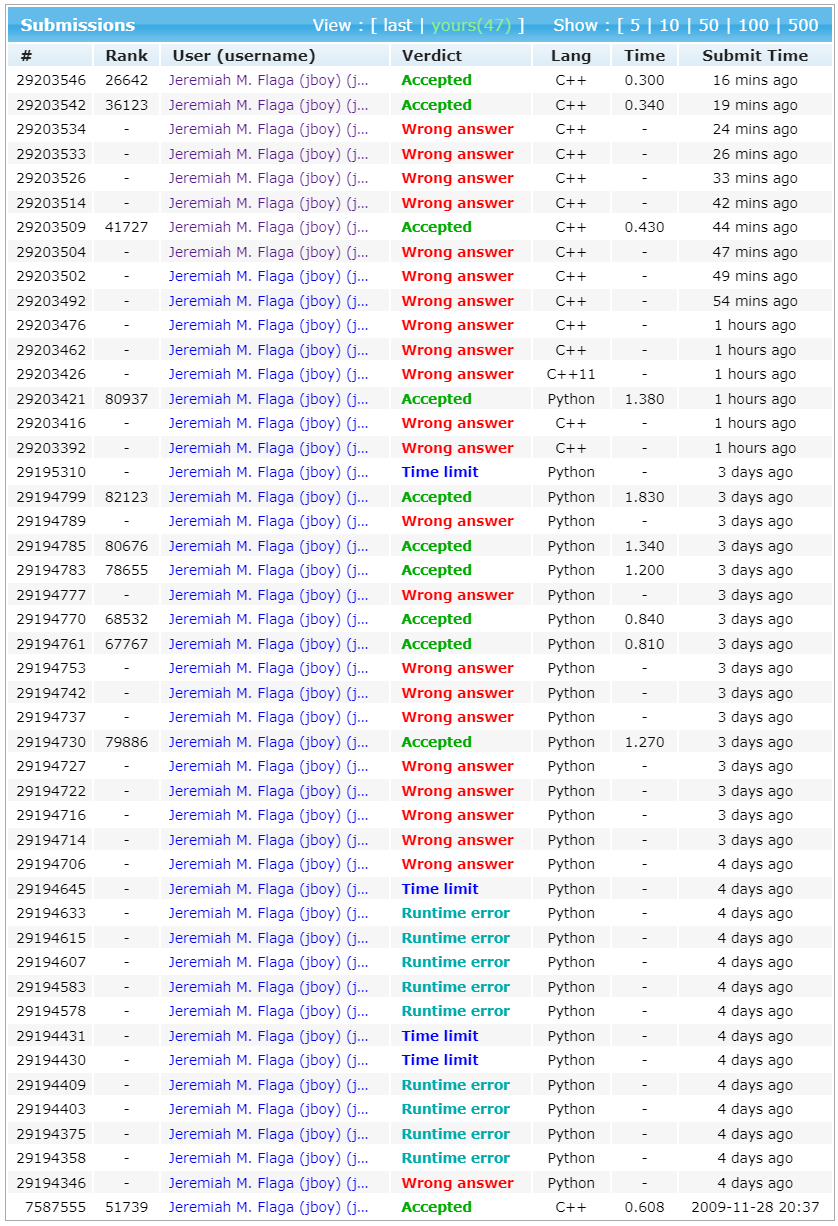 Submissions View : [ last | yours(47) ] Show : [ 5 | 10 | 50 | 100 | 500
# Rank User (username) Verdict Lang Time Submit Time
29203546 26642 Jeremiah M. Flaga (jboy) (j... Accepted C++ 0.300 16 mins ago
29203542 36123 Jeremiah M. Flaga (jboy) (j... Accepted C++ 0.340 19 mins ago
29203534 - Jeremiah M. Flaga (jboy) (j... Wrong answer C++ - 24 mins ago
29203533 - Jeremiah M. Flaga (jboy) (j... Wrong answer C++ - 26 mins ago
29203526 - Jeremiah M. Flaga (jboy) (j... Wrong answer C++ - 33 mins ago
29203514 - Jeremiah M. Flaga (jboy) (j... Wrong answer C++ - 42 mins ago
29203509 41727 Jeremiah M. Flaga (jboy) (j... Accepted C++ 0.430 44 mins ago
29203504 - Jeremiah M. Flaga (jboy) (j... Wrong answer C++ - 47 mins ago
29203502 - Jeremiah M. Flaga (jboy) (j... Wrong answer C++ - 49 mins ago
29203492 - Jeremiah M. Flaga (jboy) (j... Wrong answer C++ - 54 mins ago
29203476 - Jeremiah M. Flaga (jboy) (j... Wrong answer C++ - 1 hours ago
29203462 - Jeremiah M. Flaga (jboy) (j... Wrong answer C++ - 1 hours ago
29203426 - Jeremiah M. Flaga (jboy) (j... Wrong answer C++11 - 1 hours ago
29203421 80937 Jeremiah M. Flaga (jboy) (j... Accepted Python 1.380 1 hours ago
29203416 - Jeremiah M. Flaga (jboy) (j... Wrong answer C++ - 1 hours ago
29203392 - Jeremiah M. Flaga (jboy) (j... Wrong answer C++ - 1 hours ago
29195310 - Jeremiah M. Flaga (jboy) (j... Time limit Python - 3 days ago
29194799 82123 Jeremiah M. Flaga (jboy) (j... Accepted Python 1.830 3 days ago
29194789 - Jeremiah M. Flaga (jboy) (j... Wrong answer Python - 3 days ago
29194785 80676 Jeremiah M. Flaga (jboy) (j... Accepted Python 1.340 3 days ago
29194783 78655 Jeremiah M. Flaga (jboy) (j... Accepted Python 1.200 3 days ago
29194777 - Jeremiah M. Flaga (jboy) (j... Wrong answer Python - 3 days ago
29194770 68532 Jeremiah M. Flaga (jboy) (j... Accepted Python 0.840 3 days ago
29194761 67767 Jeremiah M. Flaga (jboy) (j... Accepted Python 0.810 3 days ago
29194753 - Jeremiah M. Flaga (jboy) (j... Wrong answer Python - 3 days ago
29194742 - Jeremiah M. Flaga (jboy) (j... Wrong answer Python - 3 days ago
29194737 - Jeremiah M. Flaga (jboy) (j... Wrong answer Python - 3 days ago
29194730 79886 Jeremiah M. Flaga (jboy) (j... Accepted Python 1.270 3 days ago
29194727 - Jeremiah M. Flaga (jboy) (j... Wrong answer Python - 3 days ago
29194722 - Jeremiah M. Flaga (jboy) (j... Wrong answer Python - 3 days ago
29194716 - Jeremiah M. Flaga (jboy) (j... Wrong answer Python - 3 days ago
29194714 - Jeremiah M. Flaga (jboy) (j... Wrong answer Python - 3 days ago
29194706 - Jeremiah M. Flaga (jboy) (j... Wrong answer Python - 4 days ago
29194645 - Jeremiah M. Flaga (jboy) (j... Time limit Python - 4 days ago
29194633 - Jeremiah M. Flaga (jboy) (j... Runtime error Python - 4 days ago
29194615 - Jeremiah M. Flaga (jboy) (j... Runtime error Python - 4 days ago
29194607 - Jeremiah M. Flaga (jboy) (j... Runtime error Python - 4 days ago
29194583 - Jeremiah M. Flaga (jboy) (j... Runtime error Python - 4 days ago
29194578 - Jeremiah M. Flaga (jboy) (j... Runtime error Python - 4 days ago
29194431 - Jeremiah M. Flaga (jboy) (j... Time limit Python - 4 days ago
29194430 - Jeremiah M. Flaga (jboy) (j... Time limit Python - 4 days ago
29194409 - Jeremiah M. Flaga (jboy) (j... Runtime error Python - 4 days ago
29194403 - Jeremiah M. Flaga (jboy) (j... Runtime error Python - 4 days ago
29194375 - Jeremiah M. Flaga (jboy) (j... Runtime error Python - 4 days ago
29194358 - Jeremiah M. Flaga (jboy) (j... Runtime error Python - 4 days ago
29194346 - Jeremiah M. Flaga (jboy) (j... Wrong answer Python - 4 days ago
7587555 51739 Jeremiah M. Flaga (jboy) (j... Accepted C++ 0.608 2009-11-28 20:37